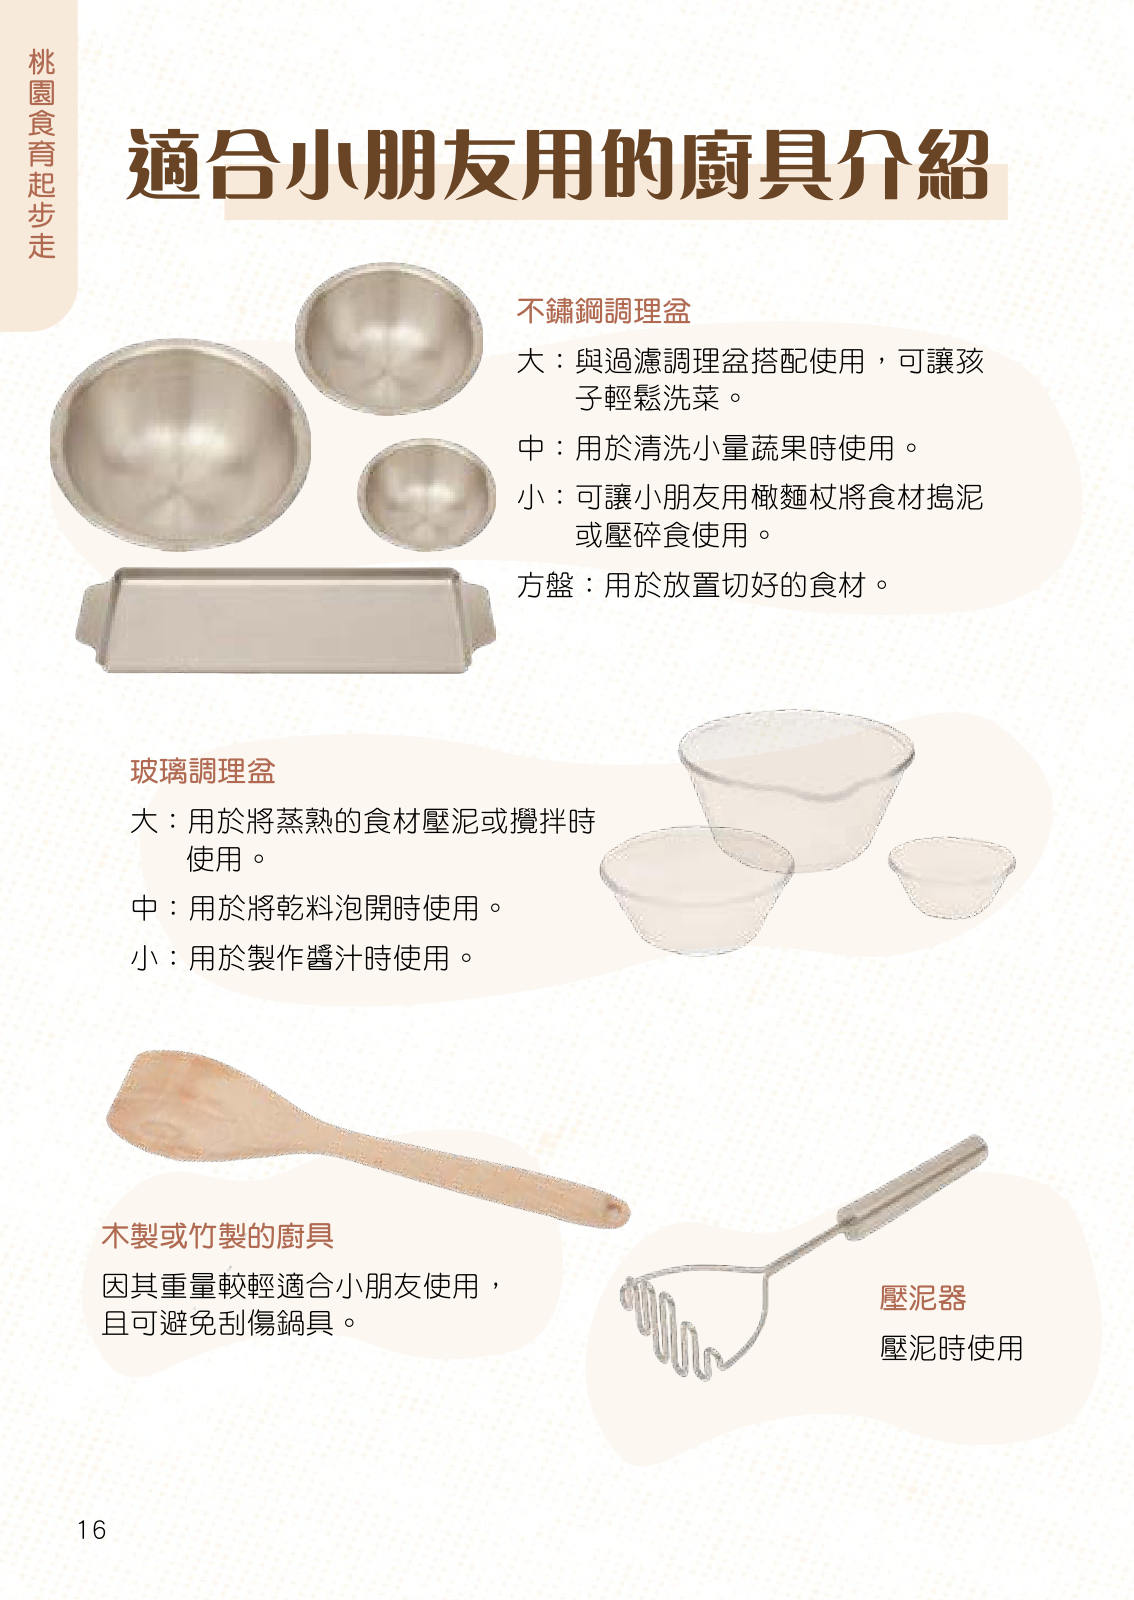 桃園食育起步走
適合小朋友用的廚具介紹
不鏽鋼調理盆
大：與過濾調理盆搭配使用，可讓孩
子輕鬆洗菜。
中：用於清洗小量蔬果時使用。
小：可讓小朋友用橄麵杖將食材搗泥
或壓碎食使用。
方盤：用於放置切好的食材。
玻璃調理盆
大：用於將蒸熟的食材壓泥或攪拌時
使用。
中：用於將乾料泡開時使用。
小：用於製作醬汁時使用。
木製或竹製的廚具
因其重量較輕適合小朋友使用，
且可避免刮傷鍋具。
壓泥器
壓泥時使用
16